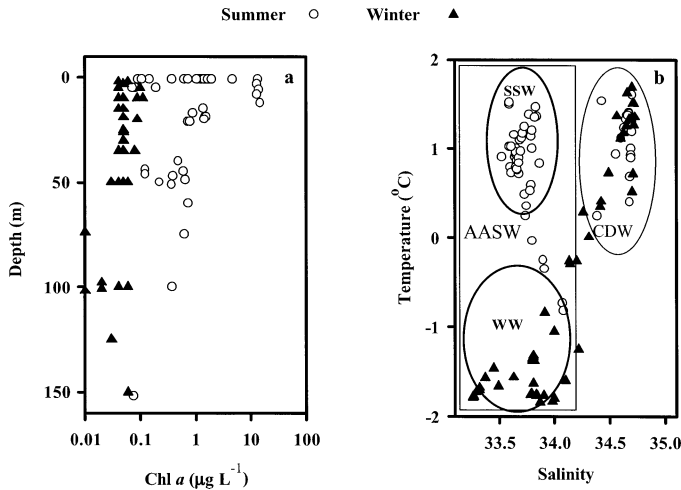 Summer Winter
a
0
50
100
150
Depth (m)
0.01 0.1 1 10 100
Chl a (µg L⁻¹)
b
2
1
0
-1
-2
Temperature (°C)
SSW
AASW
CDW
WW
33.5 34.0 34.5 35.0
Salinity